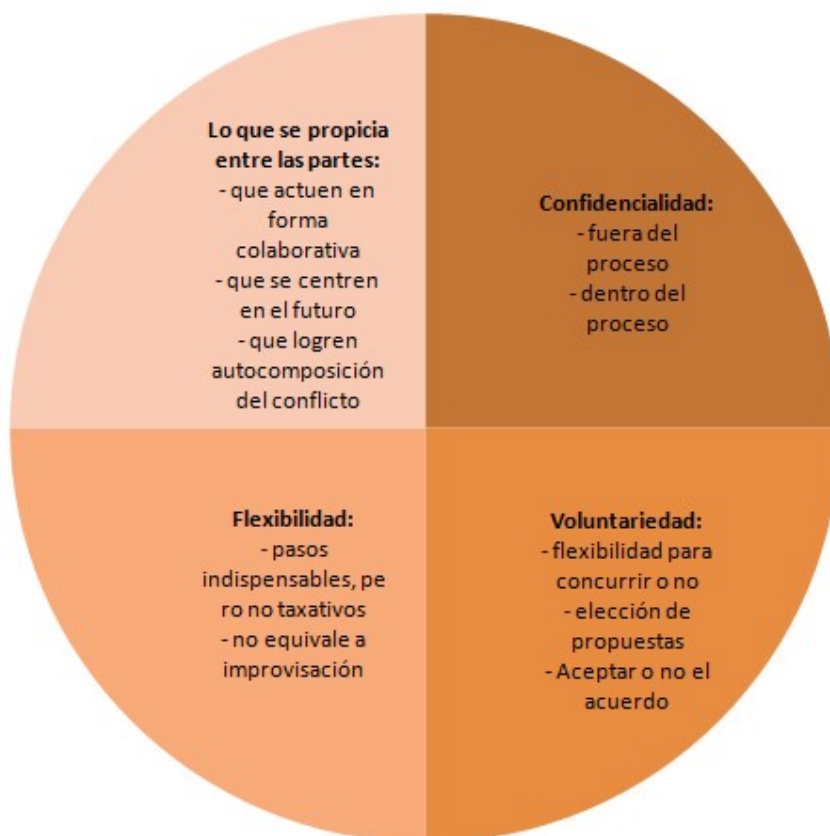 Lo que se propicia
entre las partes:
- que actuen en
forma
colaborativa
- que se centren
en el futuro
- que logren
autocomposición
del conflicto
Confidencialidad:
- fuera del
proceso
- dentro del
proceso
Flexibilidad:
- pasos
indispensables, pe
ro no taxativos
- no equivale a
improvisación
Voluntariedad:
- flexibilidad para
concurrir o no
- elección de
propuestas
- Aceptar o no el
acuerdo